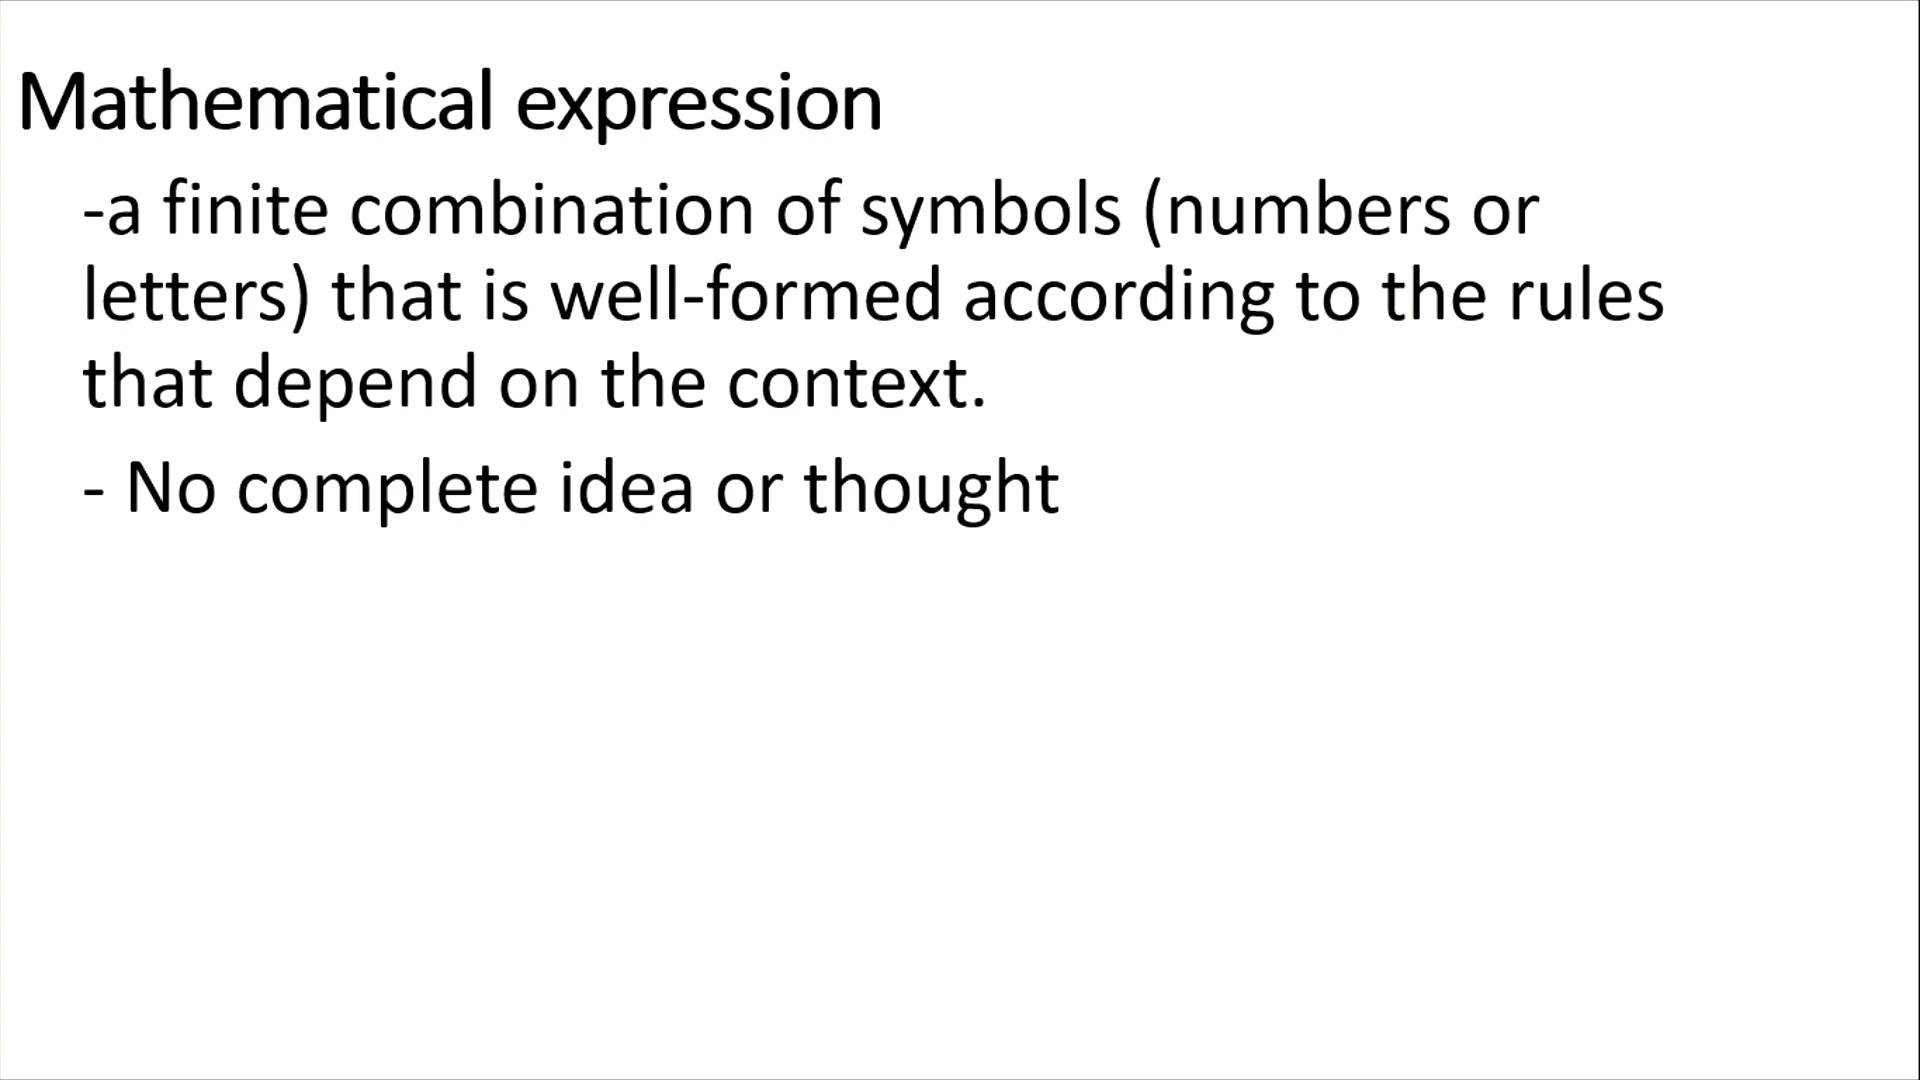 Mathematical expression
-a finite combination of symbols (numbers or
letters) that is well-formed according to the rules
that depend on the context.
- No complete idea or thought